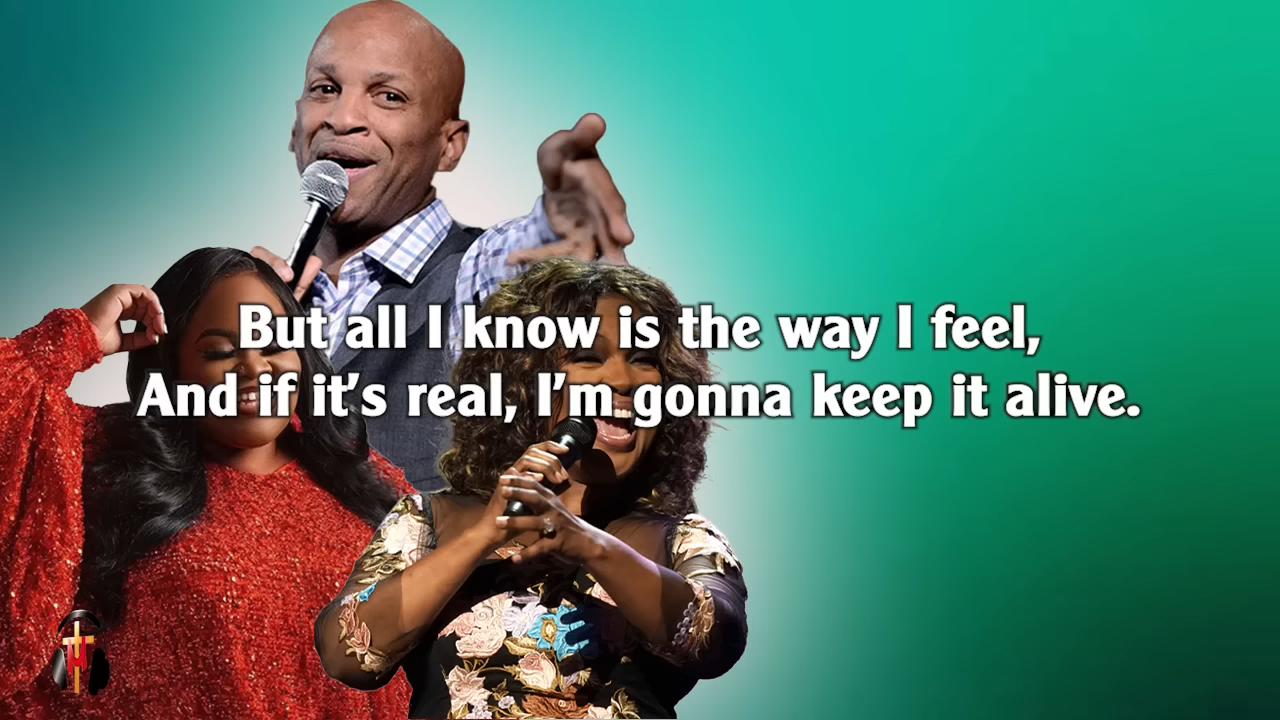 But all I know is the way I feel,
And if it's real, I'm gonna keep it alive.